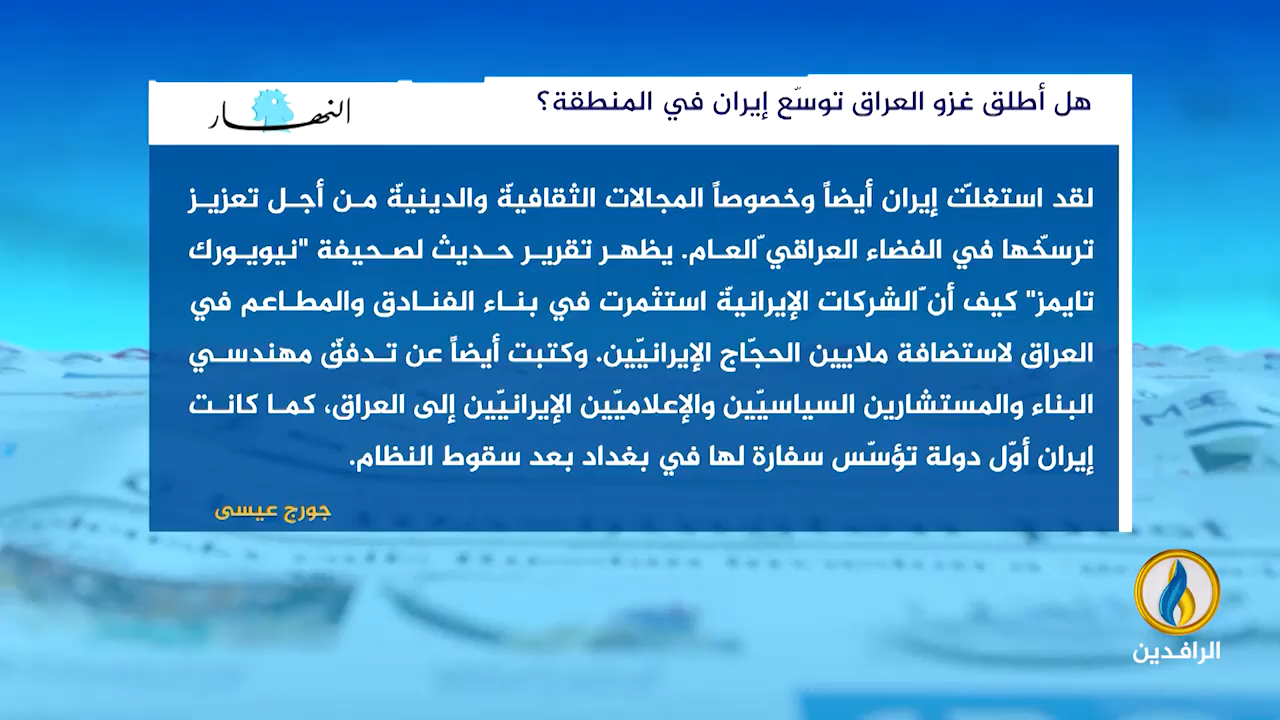 هل أطلق غزو العراق توسّع إيران في المنطقة؟
النهار
لقد استغلّت إيران أيضاً وخصوصاً المجالات الثقافيّة والدينيّة من أجل تعزيز
ترسّخها في الفضاء العراقيّ العام. يظهر تقرير حديث لصحيفة "نيويورك
تايمز" كيف أنّ الشركات الإيرانيّة استثمرت في بناء الفنادق والمطاعم في
العراق لاستضافة ملايين الحجّاج الإيرانيّين. وكتبت أيضاً عن تدفّق مهندسي
البناء والمستشارين السياسيّين والإعلاميّين الإيرانيّين إلى العراق، كما كانت
إيران أوّل دولة تؤسّس سفارة لها في بغداد بعد سقوط النظام.
جورج عيسى
الرافدين